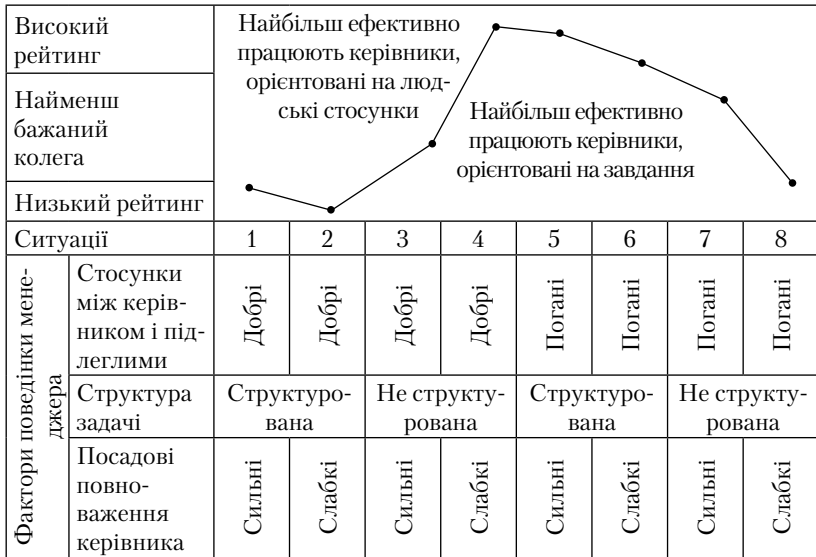 Високий
рейтинг
Найменш
бажаний
колега
Низький рейтинг
Найбільш ефективно
працюють керівники,
орієнтовані на люд-
ські стосунки
Найбільш ефективно
працюють керівники,
орієнтовані на завдання
Ситуації 1 2 3 4 5 6 7 8
Фактори поведінки мене-
джера
Стосунки
між керів-
ником і під-
леглими
Добрі Добрі Добрі Добрі Погані Погані Погані Погані
Структура
задачі
Структуро-
вана
Не структу-
рована
Структуро-
вана
Не структу-
рована
Посадові
повно-
важення
керівника
Сильні Слабкі Сильні Слабкі Сильні Слабкі Сильні Слабкі